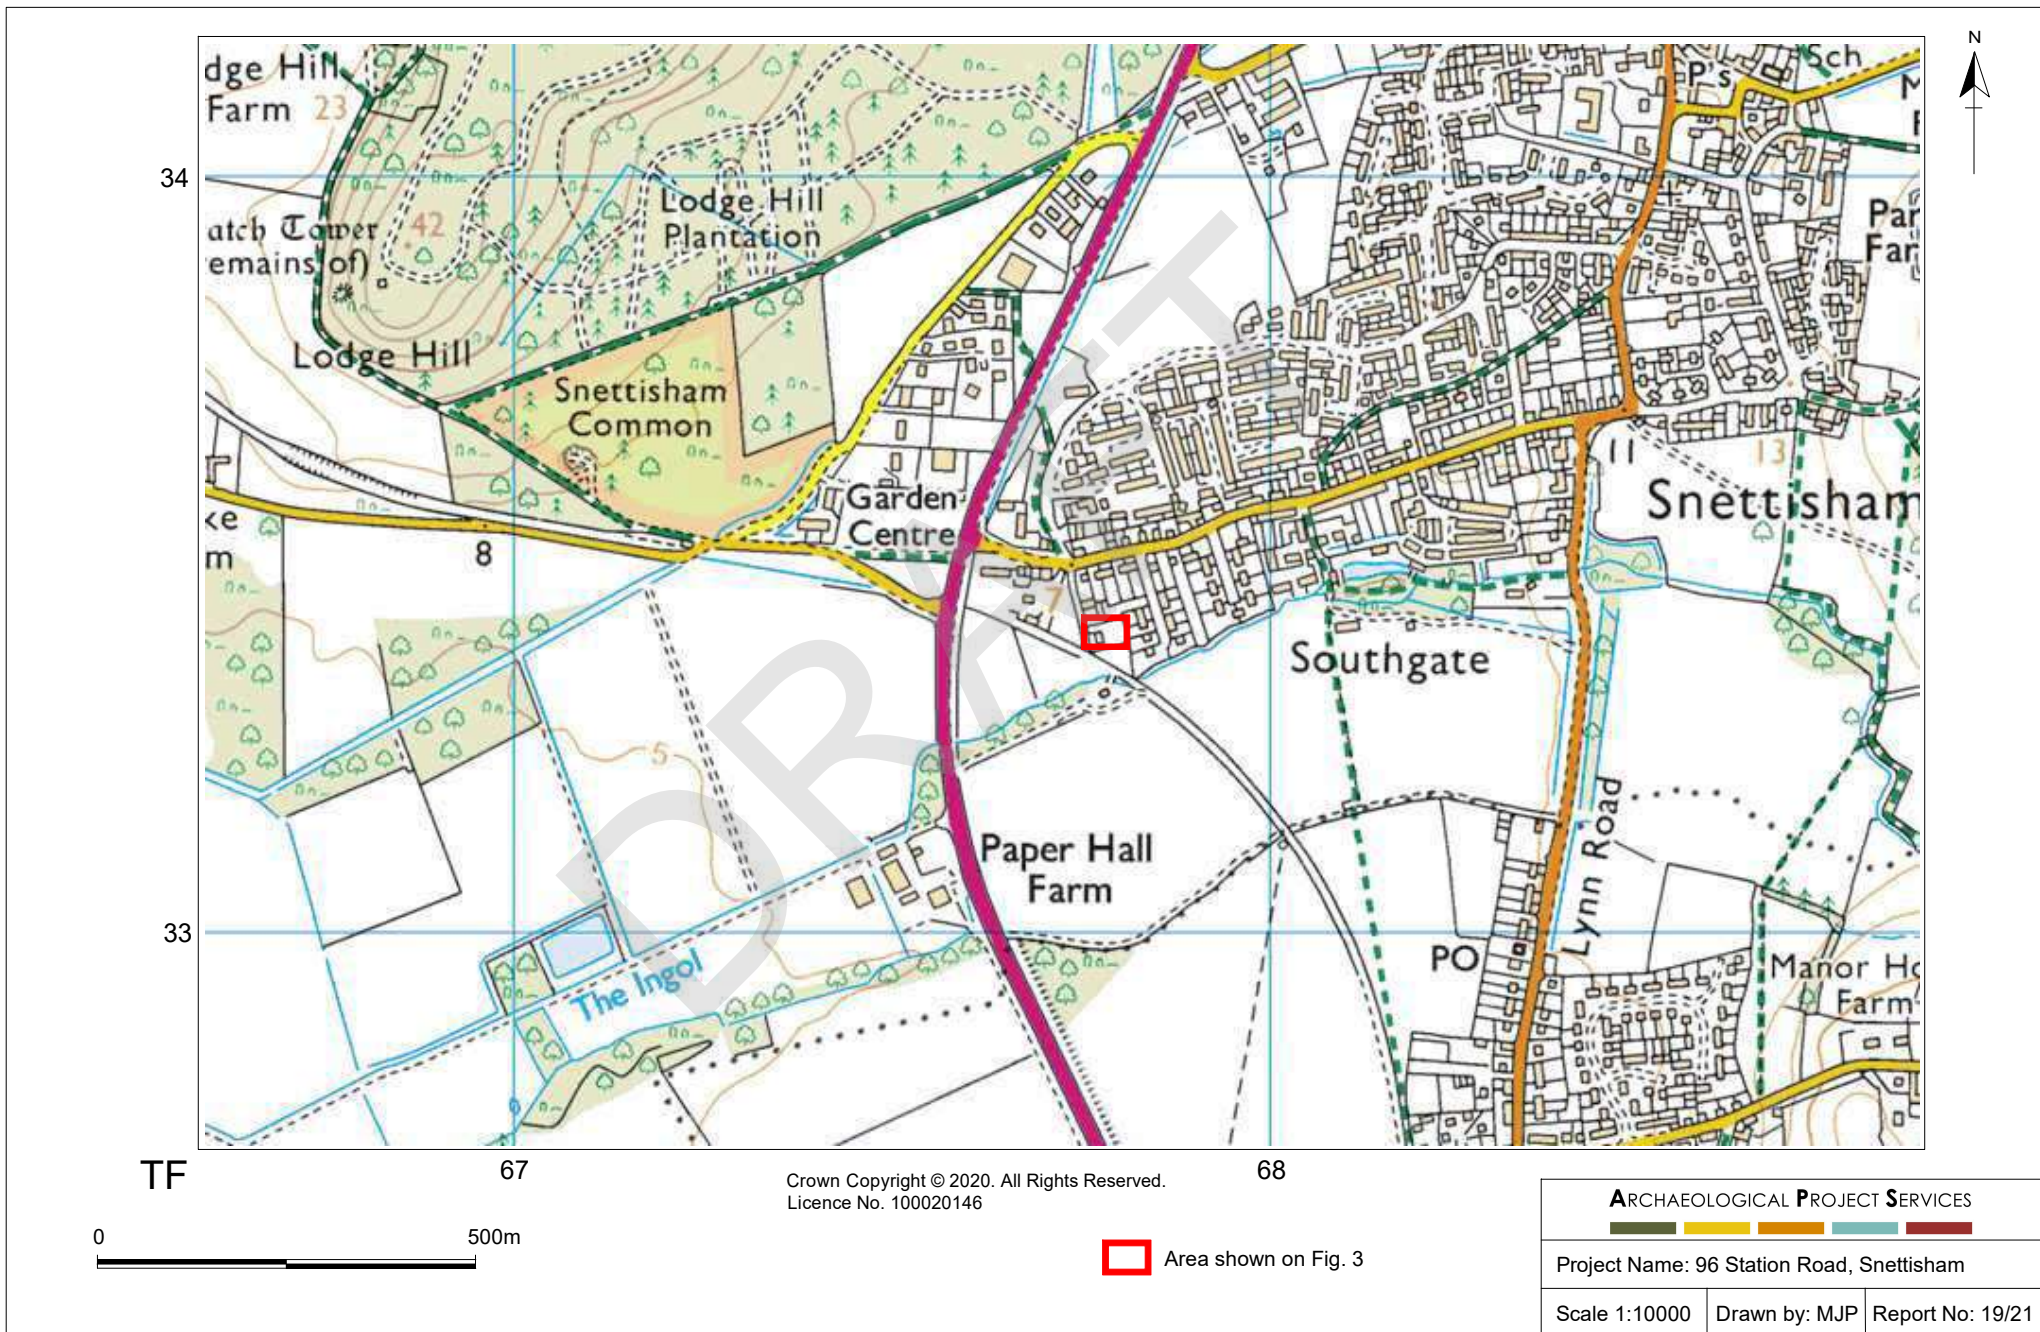 N
dge Hill
Farm 23
34
atch Tower
emains of)
42
Lodge Hill
Plantation
Lodge Hill
Snettisham
Common
Garden
Centre
P's
Sch
M
F
Par
Far
11
13
Snettisham
ke
m
8
7
Southgate
5
Paper Hall
Farm
Lynn Road
33
The Ingol
PO
Manor Ho
Farm
DRAFT
TF
67
68
Crown Copyright © 2020. All Rights Reserved.
Licence No. 100020146
0 500m
Area shown on Fig. 3
ARCHAEOLOGICAL PROJECT SERVICES
Project Name: 96 Station Road, Snettisham
Scale 1:10000 Drawn by: MJP Report No: 19/21